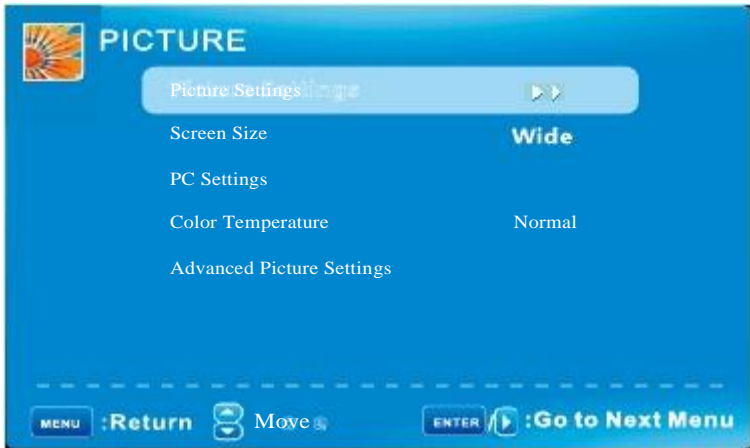 PICTURE
Picture Settings
Screen Size Wide
PC Settings
Color Temperature Normal
Advanced Picture Settings
MENU :Return Move ENTER / :Go to Next Menu